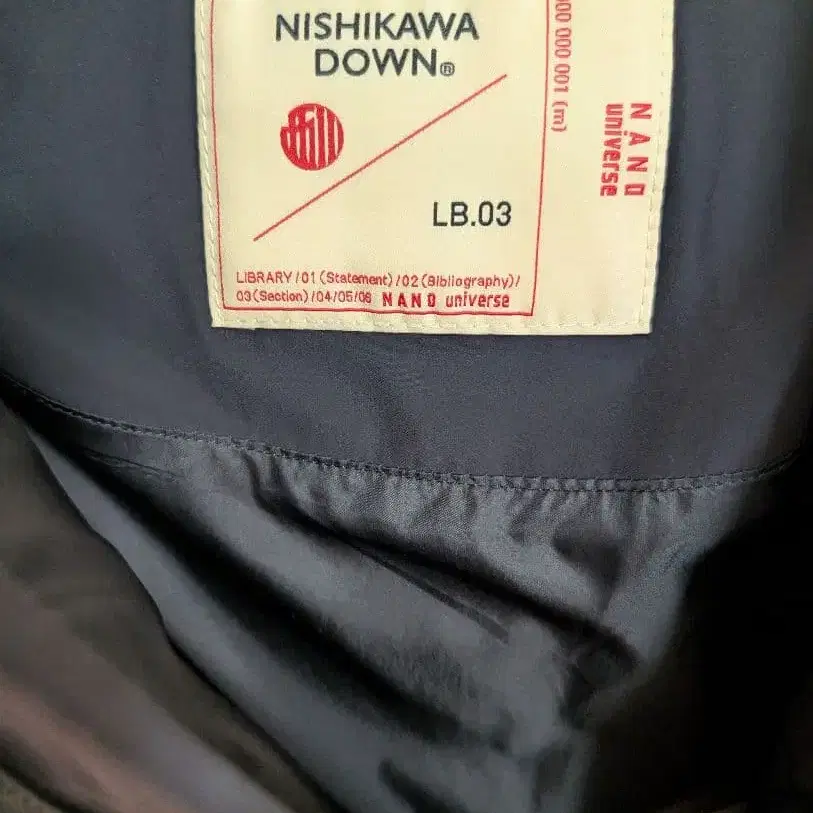 NISHIKAWA
DOWN®
LB.03
LIBRARY/01(Statement)/02(Bibliography)/
03(Section)/04/05/06 NANO universe
000 001 (m)
NANO
universe